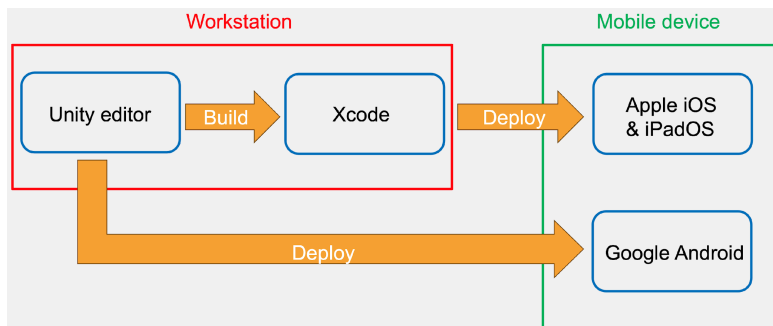 Workstation
Mobile device
Unity editor
Build
Xcode
Deploy
Apple iOS
& iPadOS
Deploy
Google Android